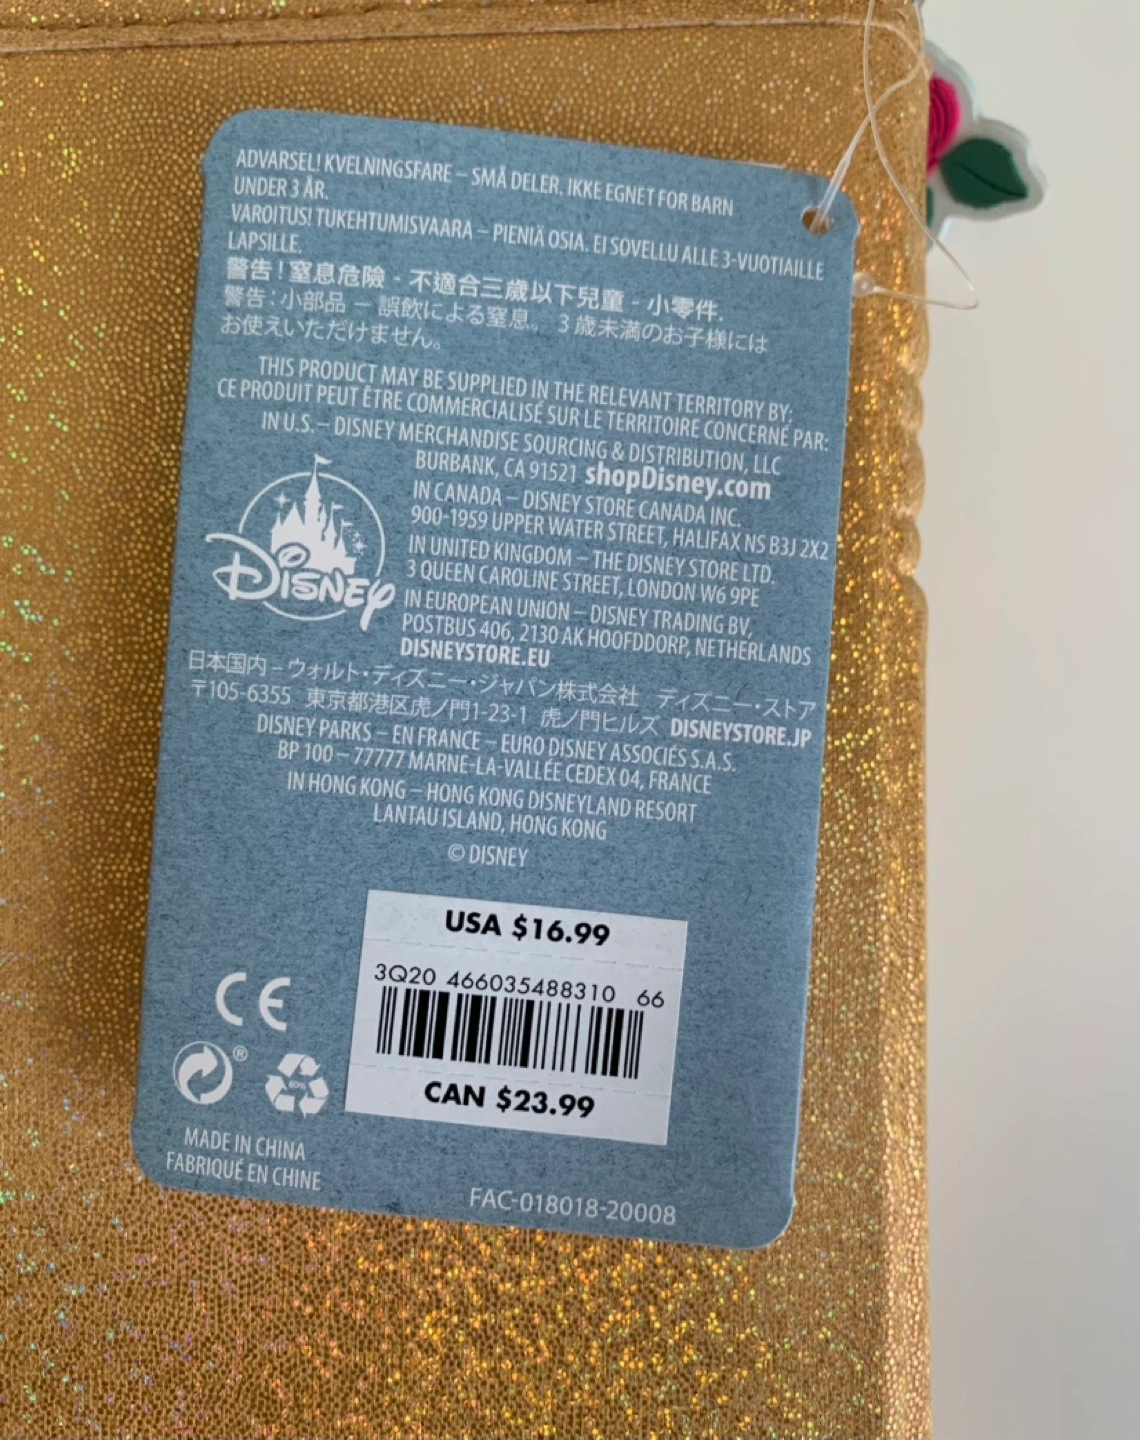 ADVARSEL! KVELNINGSFARE – SMÅ DELER. IKKE EGNET FOR BARN
UNDER 3 ÅR.
VAROITUS! TUKEHTUMISVAARA – PIENIÄ OSIA. EI SOVELLU ALLE 3-VUOTIAILLE
LAPSILLE.
警告！窒息危險 - 不適合三歲以下兒童 - 小零件.
警告：小部品 － 誤飲による窒息。 3歳未満のお子様には
お使えいただけません。
THIS PRODUCT MAY BE SUPPLIED IN THE RELEVANT TERRITORY BY:
CE PRODUIT PEUT ÊTRE COMMERCIALISÉ SUR LE TERRITOIRE CONCERNÉ PAR:
IN U.S.– DISNEY MERCHANDISE SOURCING & DISTRIBUTION, LLC
BURBANK, CA 91521 shopDisney.com
IN CANADA – DISNEY STORE CANADA INC.
900-1959 UPPER WATER STREET, HALIFAX NS B3J 2X2
IN UNITED KINGDOM – THE DISNEY STORE LTD.
3 QUEEN CAROLINE STREET, LONDON W6 9PE
IN EUROPEAN UNION – DISNEY TRADING BV,
POSTBUS 406, 2130 AK HOOFDDORP, NETHERLANDS
DISNEYSTORE.EU
DISNEY
日本国内 – ウォルト・ディズニー・ジャパン株式会社 ディズニー・ストア
〒105-6355 東京都港区虎ノ門1-23-1 虎ノ門ヒルズ DISNEYSTORE.JP
DISNEY PARKS – EN FRANCE – EURO DISNEY ASSOCIÉS S.A.S.
BP 100 – 77777 MARNE-LA-VALLÉE CEDEX 04, FRANCE
IN HONG KONG – HONG KONG DISNEYLAND RESORT
LANTAU ISLAND, HONG KONG
© DISNEY
USA $16.99
3Q20 466035488310 66
CAN $23.99
CE
®
MADE IN CHINA
FABRIQUÉ EN CHINE
FAC-018018-20008